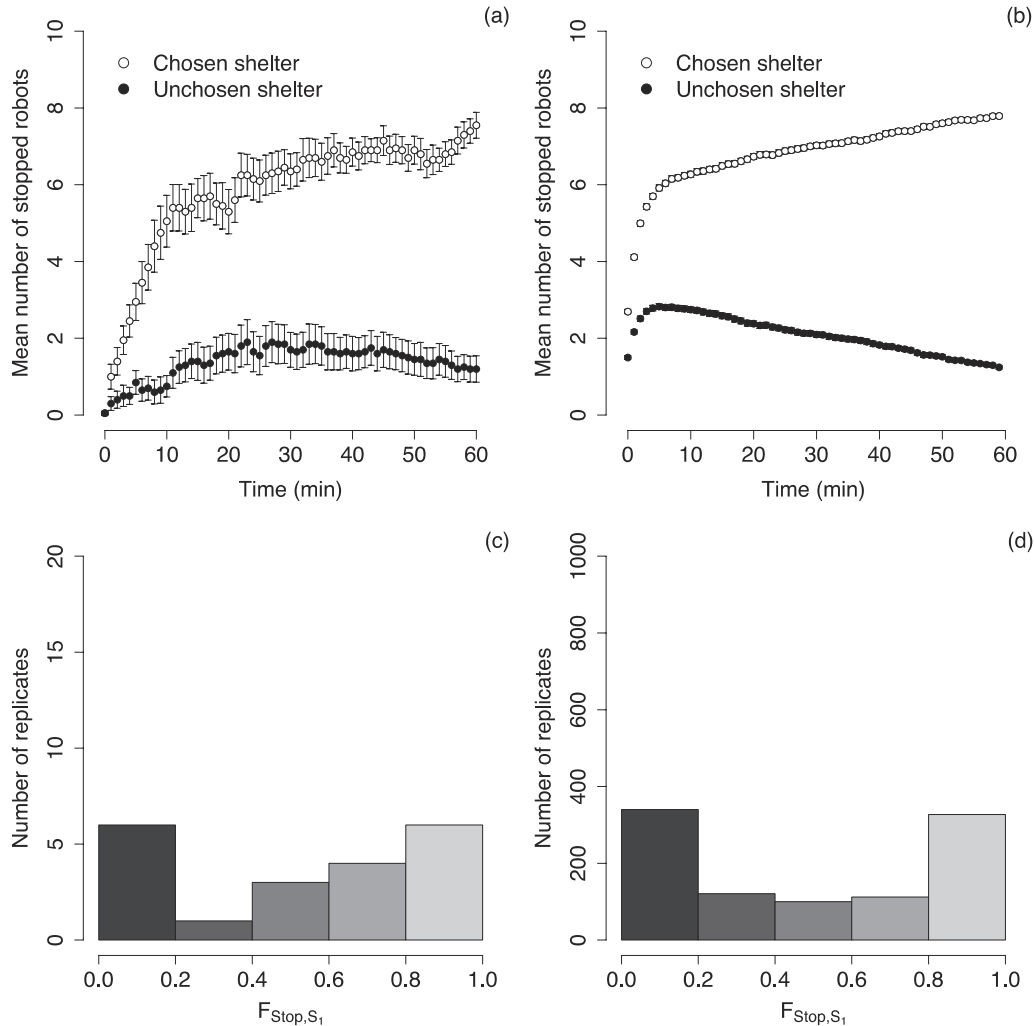 (a)
Mean number of stopped robots
10
8
6
4
2
0
Chosen shelter
Unchosen shelter
0 10 20 30 40 50 60
Time (min)
(b)
Mean number of stopped robots
10
8
6
4
2
0
Chosen shelter
Unchosen shelter
0 10 20 30 40 50 60
Time (min)
(c)
Number of replicates
20
15
10
5
0
0.0 0.2 0.4 0.6 0.8 1.0
F_Stop,S_1
(d)
Number of replicates
1000
800
600
400
200
0
0.0 0.2 0.4 0.6 0.8 1.0
F_Stop,S_1